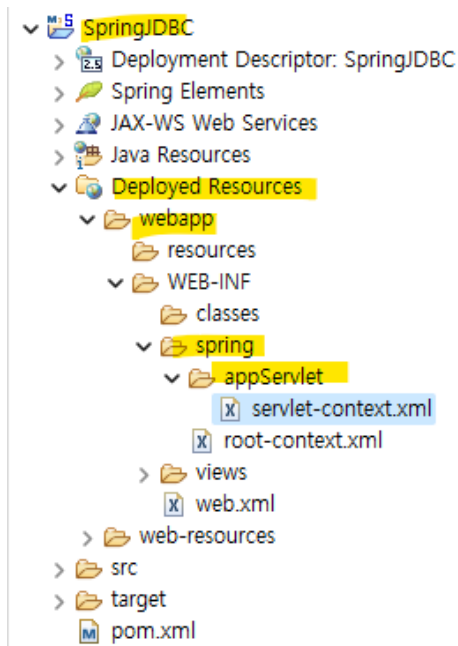 SpringJDBC
Deployment Descriptor: SpringJDBC
Spring Elements
JAX-WS Web Services
Java Resources
Deployed Resources
webapp
resources
WEB-INF
classes
spring
appServlet
servlet-context.xml
root-context.xml
views
web.xml
web-resources
src
target
pom.xml